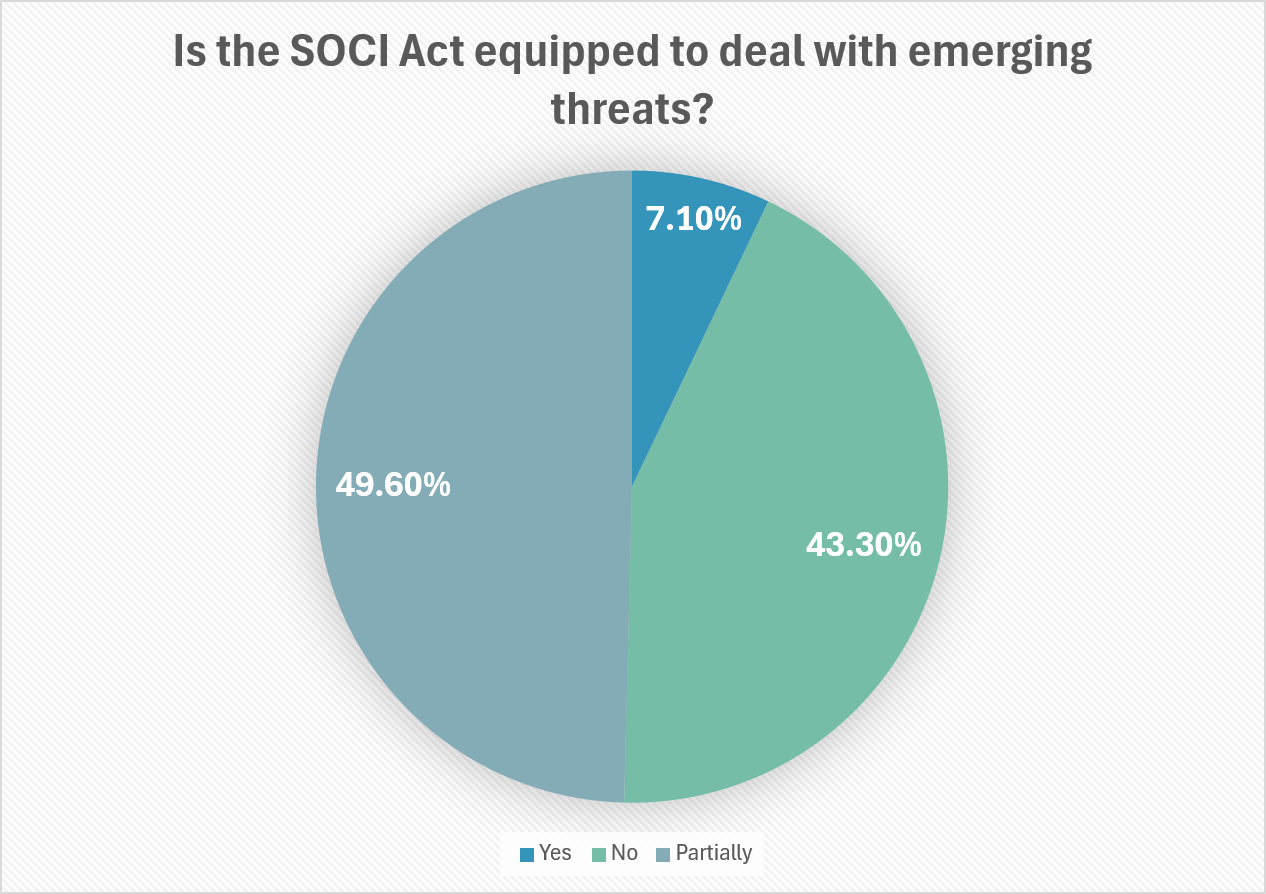 Is the SOCI Act equipped to deal with emerging
threats?
7.10%
49.60%
43.30%
Yes No Partially